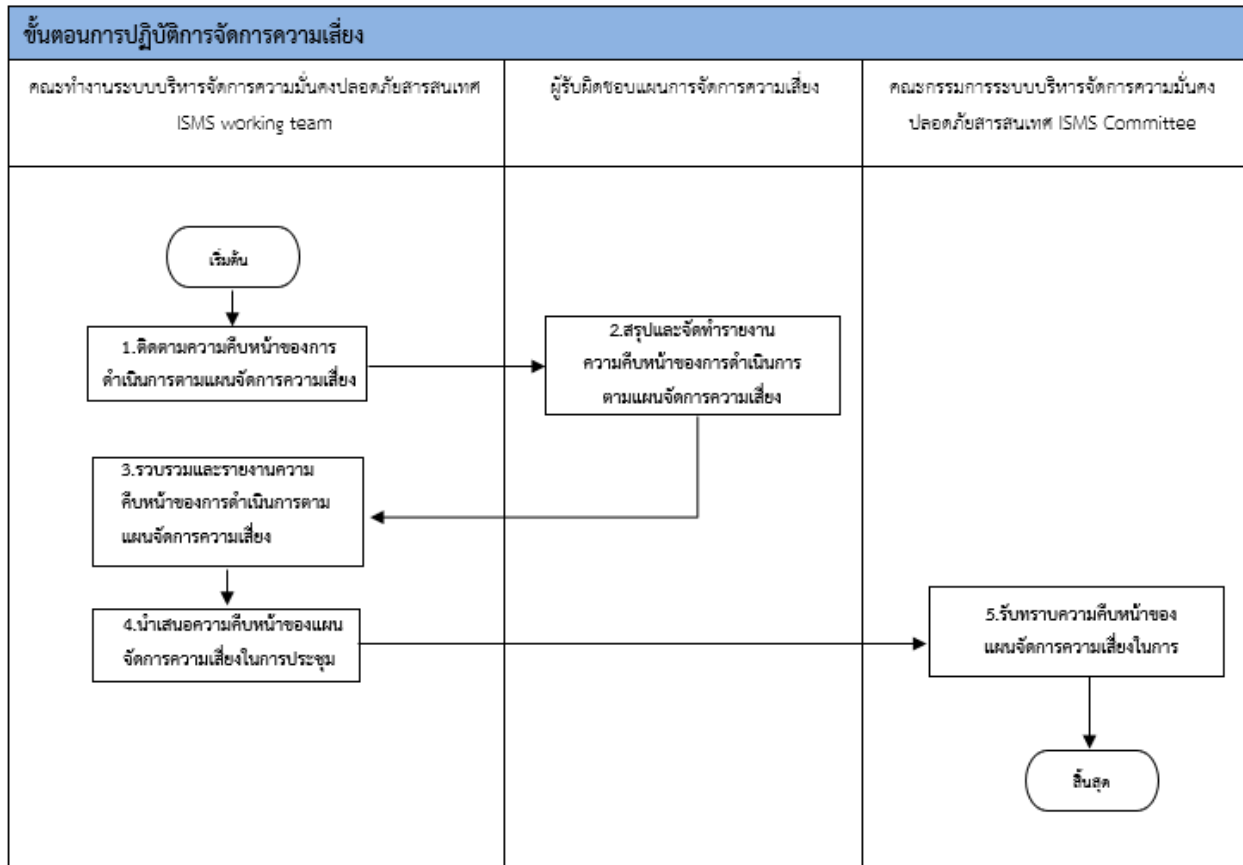 ขั้นตอนการปฏิบัติการจัดการความเสี่ยง
คณะทำงานระบบบริหารจัดการความมั่นคงปลอดภัยสารสนเทศ
ISMS working team
ผู้รับผิดชอบแผนการจัดการความเสี่ยง
คณะกรรมการระบบบริหารจัดการความมั่นคง
ปลอดภัยสารสนเทศ ISMS Committee
เริ่มต้น
1.ติดตามความคืบหน้าของการ
ดำเนินการตามแผนจัดการความเสี่ยง
2.สรุปและจัดทำรายงาน
ความคืบหน้าของการดำเนินการ
ตามแผนจัดการความเสี่ยง
3.รวบรวมและรายงานความ
คืบหน้าของการดำเนินการตาม
แผนจัดการความเสี่ยง
4.นำเสนอความคืบหน้าของแผน
จัดการความเสี่ยงในการประชุม
5.รับทราบความคืบหน้าของ
แผนจัดการความเสี่ยงในการ
สิ้นสุด